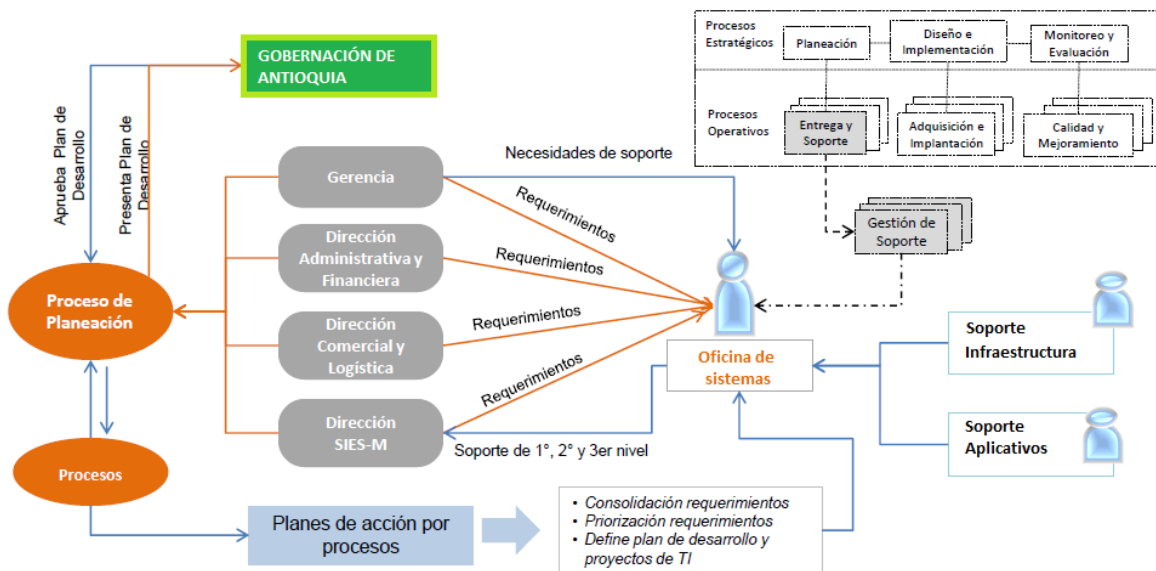 GOBERNACIÓN DE
ANTIOQUIA
Aprueba Plan de
Desarrollo
Presenta Plan de
Desarrollo
Procesos
Estratégicos
Planeación
Diseño e
Implementación
Monitoreo y
Evaluación
Procesos
Operativos
Entrega y
Soporte
Adquisición e
Implantación
Calidad y
Mejoramiento
Gestión de
Soporte
Necesidades de soporte
Gerencia
Requerimientos
Dirección
Administrativa y
Financiera
Requerimientos
Proceso de
Planeación
Dirección
Comercial y
Logística
Requerimientos
Requerimientos
Oficina de
sistemas
Soporte
Infraestructura
Dirección
SIES-M
Soporte de 1°, 2° y 3er nivel
Soporte
Aplicativos
Procesos
Planes de acción por
procesos
• Consolidación requerimientos
• Priorización requerimientos
• Define plan de desarrollo y
proyectos de TI